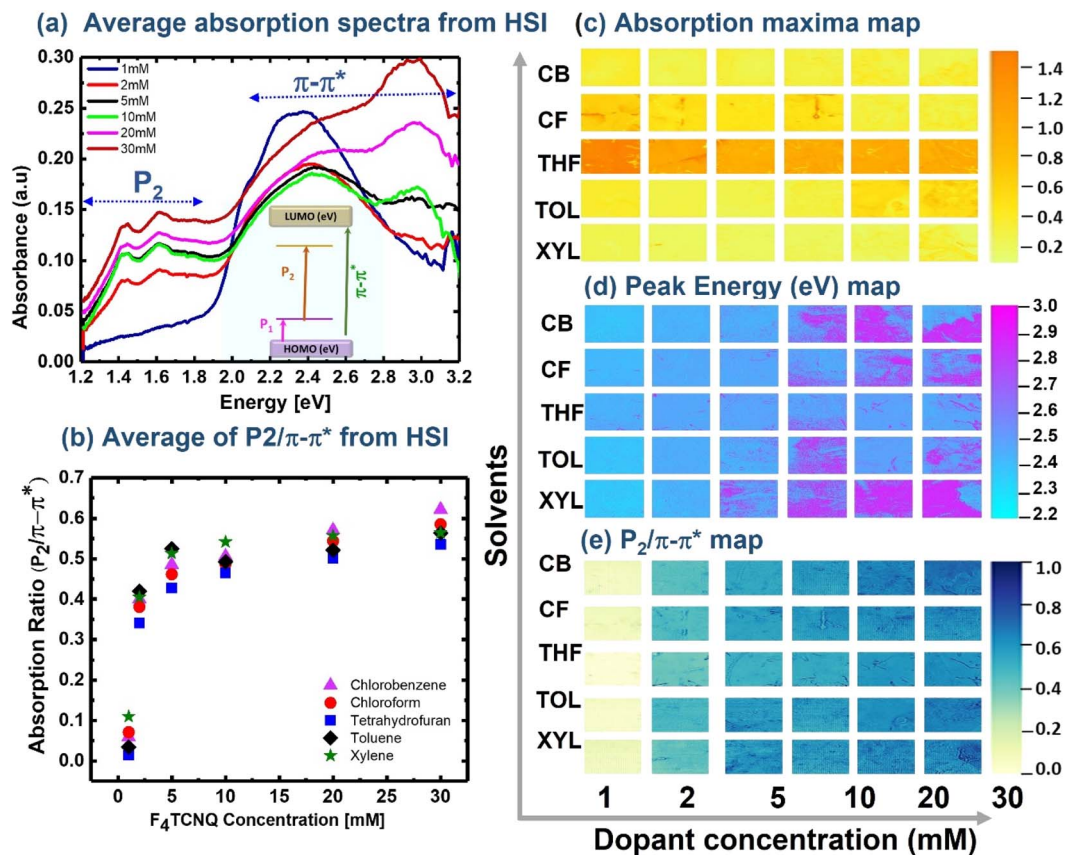 (a) Average absorption spectra from HSI
0.30
0.25
0.20
0.15
0.10
0.05
0.00
Absorbance (a.u)
1mM
2mM
5mM
10mM
20mM
30mM
π-π*
P2
LUMO (eV)
P2
π-π*
P1
HOMO (eV)
1.2 1.4 1.6 1.8 2.0 2.2 2.4 2.6 2.8 3.0 3.2
Energy [eV]
(b) Average of P2/π-π* from HSI
0.7
0.6
0.5
0.4
0.3
0.2
0.1
0.0
Absorption Ratio (P2/π−π*)
Chlorobenzene
Chloroform
Tetrahydrofuran
Toluene
Xylene
0 5 10 15 20 25 30
F4TCNQ Concentration [mM]
Solvents
(c) Absorption maxima map
CB
CF
THF
TOL
XYL
1.4
1.2
1.0
0.8
0.6
0.4
0.2
(d) Peak Energy (eV) map
CB
CF
THF
TOL
XYL
3.0
2.9
2.8
2.7
2.6
2.5
2.4
2.3
2.2
(e) P2/π-π* map
CB
CF
THF
TOL
XYL
1.0
0.8
0.6
0.4
0.2
0.0
1 2 5 10 20 30
Dopant concentration (mM)